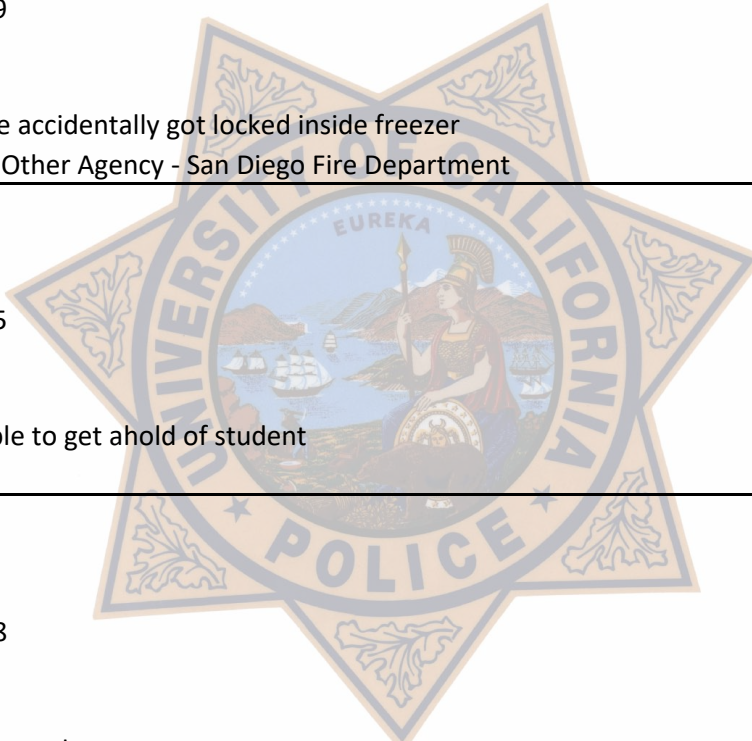 9
e accidentally got locked inside freezer
Other Agency - San Diego Fire Department
EUREKA
UNIVERSITY OF CALIFORNIA
5
ble to get ahold of student
POLICE
8